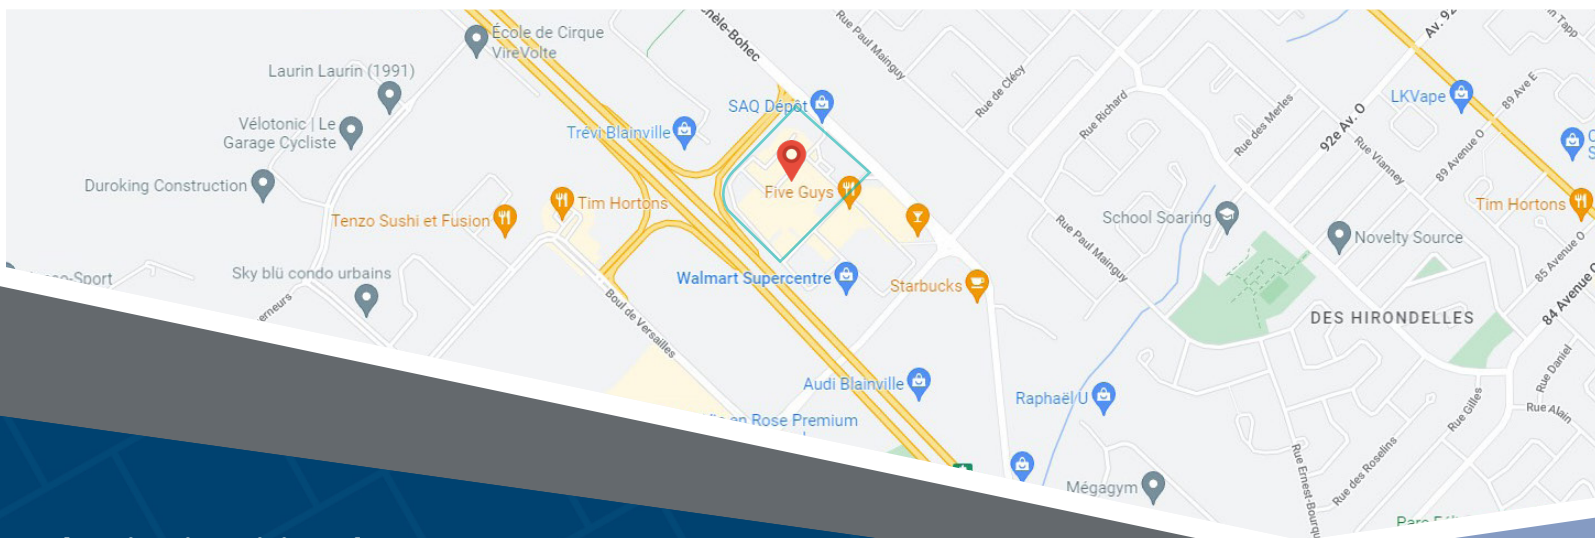 École de Cirque
VireVolte
Laurin Laurin (1991)
Vélotonic | Le
Garage Cycliste
Duroking Construction
Tenzo Sushi et Fusion
Tim Hortons
Trévi Blainville
SAQ Dépôt
Five Guys
Sky blü condo urbains
Boul de Versailles
Walmart Supercentre
Starbucks
Audi Blainville
Rose Premium
Raphaël U
Mégagym
Rue Paul Mainguy
Rue de Clécy
Rue Richard
Rue des Merles
92e Av. O
Rue Vianney
LKVape
89 Ave E
89 Avenue O
Tim Hortons
School Soaring
Rue Paul Mainguy
Novelty Source
85 Avenue O
84 Avenue O
DES HIRONDELLES
Rue Daniel
Rue Gilles
Rue Alain
Rue des Roselins